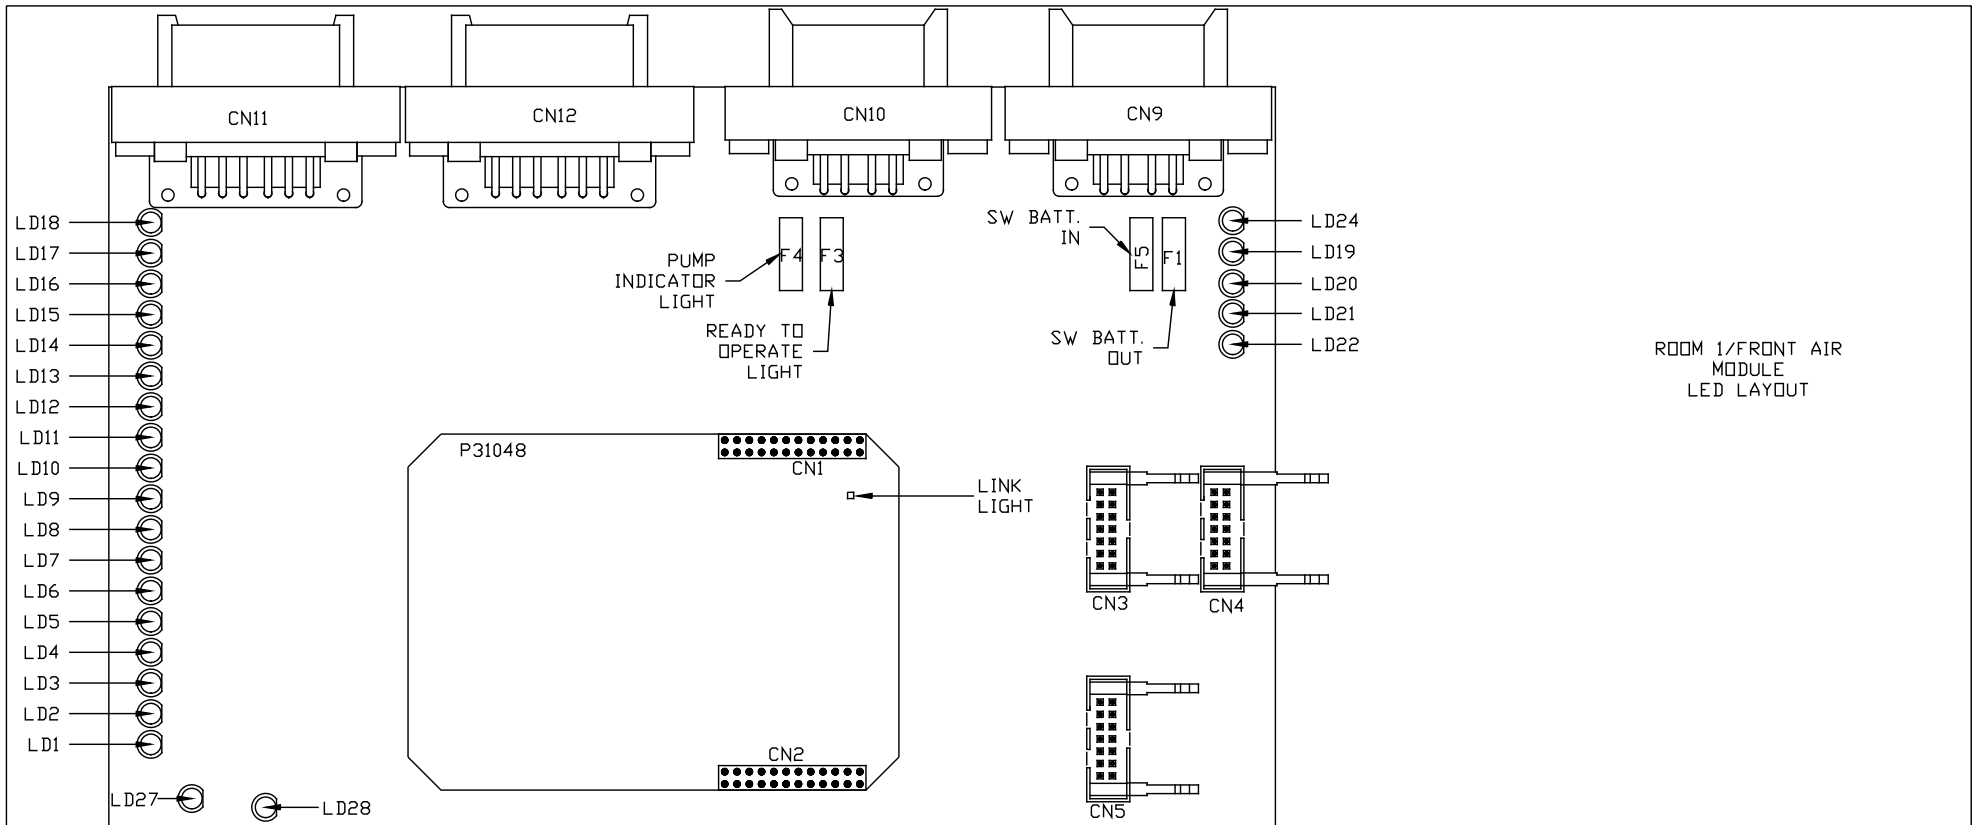 CN11
CN12
CN10
CN9
LD18
LD17
LD16
LD15
LD14
LD13
LD12
LD11
LD10
LD9
LD8
LD7
LD6
LD5
LD4
LD3
LD2
LD1
LD27
LD28
PUMP
INDICATOR
LIGHT
F4
F3
READY TO
OPERATE
LIGHT
SW BATT.
IN
F5
F1
SW BATT.
OUT
LD24
LD19
LD20
LD21
LD22
ROOM 1/FRONT AIR
MODULE
LED LAYOUT
P31048
CN1
LINK
LIGHT
CN2
CN3
CN4
CN5